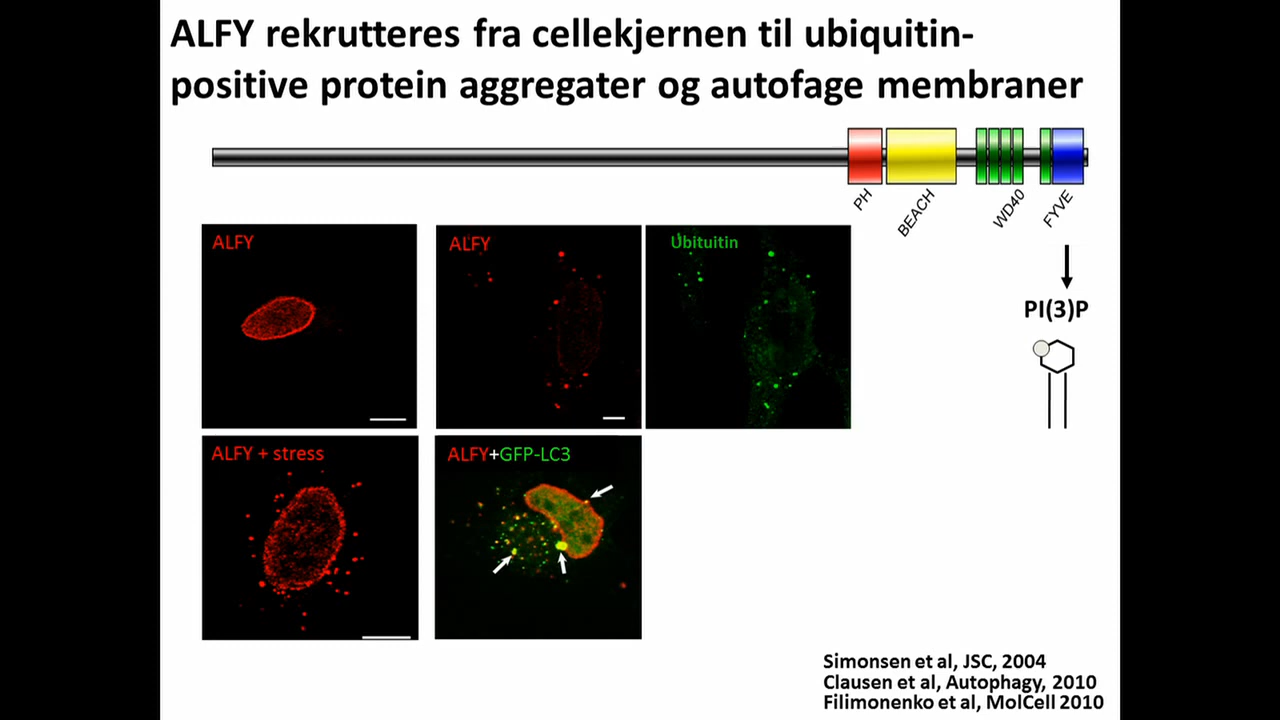 ALFY rekrutteres fra cellekjernen til ubiquitin-
positive protein aggregater og autofage membraner
PH
BEACH
WD40
FYVE
PI(3)P
ALFY
ALFY
Ubituitin
ALFY + stress
ALFY+GFP-LC3
Simonsen et al, JSC, 2004
Clausen et al, Autophagy, 2010
Filimonenko et al, MolCell 2010